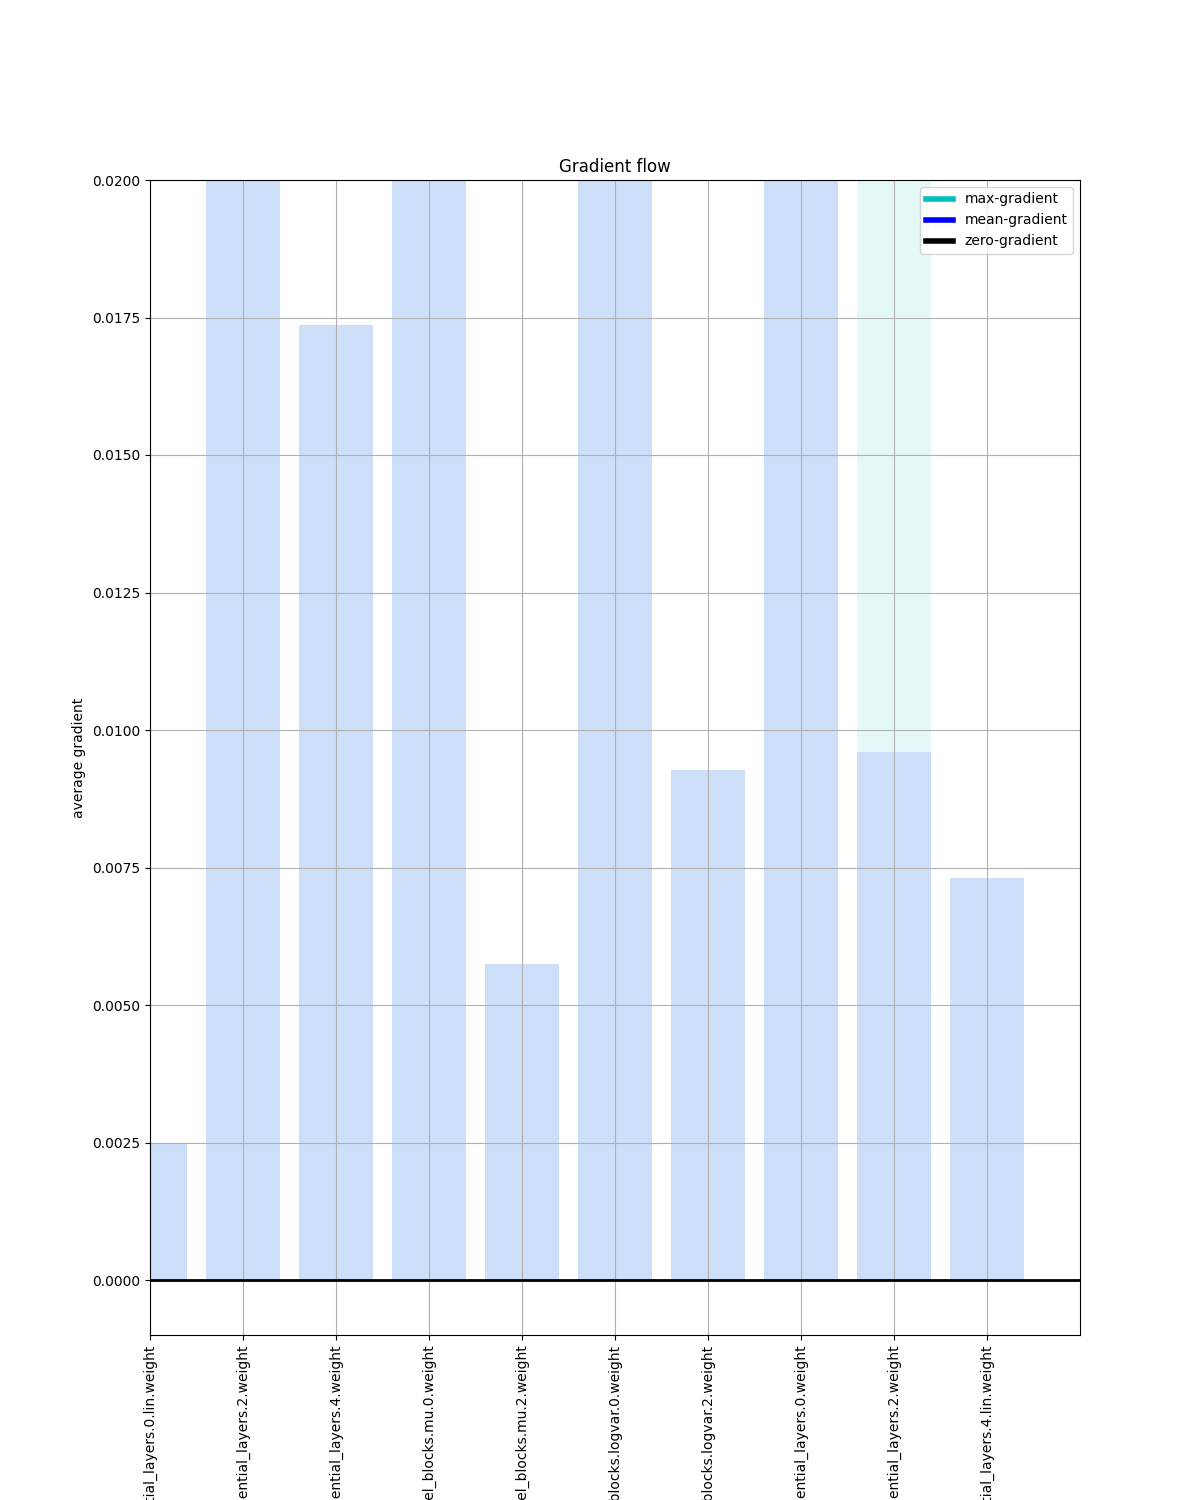 Gradient flow
max-gradient
mean-gradient
zero-gradient
0.0200
0.0175
0.0150
0.0125
0.0100
0.0075
0.0050
0.0025
0.0000
average gradient
tial_layers.0.lin.weight
ential_layers.2.weight
ential_layers.4.weight
el_blocks.mu.0.weight
el_blocks.mu.2.weight
blocks.logvar.0.weight
blocks.logvar.2.weight
ential_layers.0.weight
ential_layers.2.weight
tial_layers.4.lin.weight